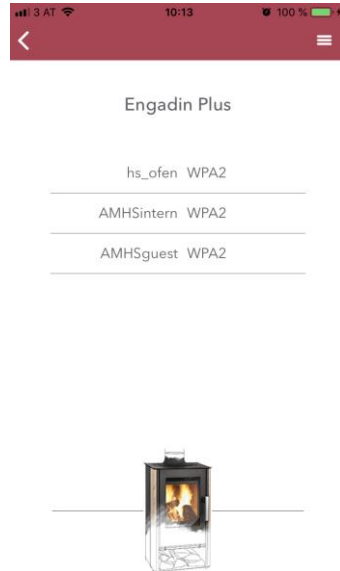 3 AT 10:13 100 %
Engadin Plus
hs_ofen WPA2
AMHSintern WPA2
AMHSguest WPA2